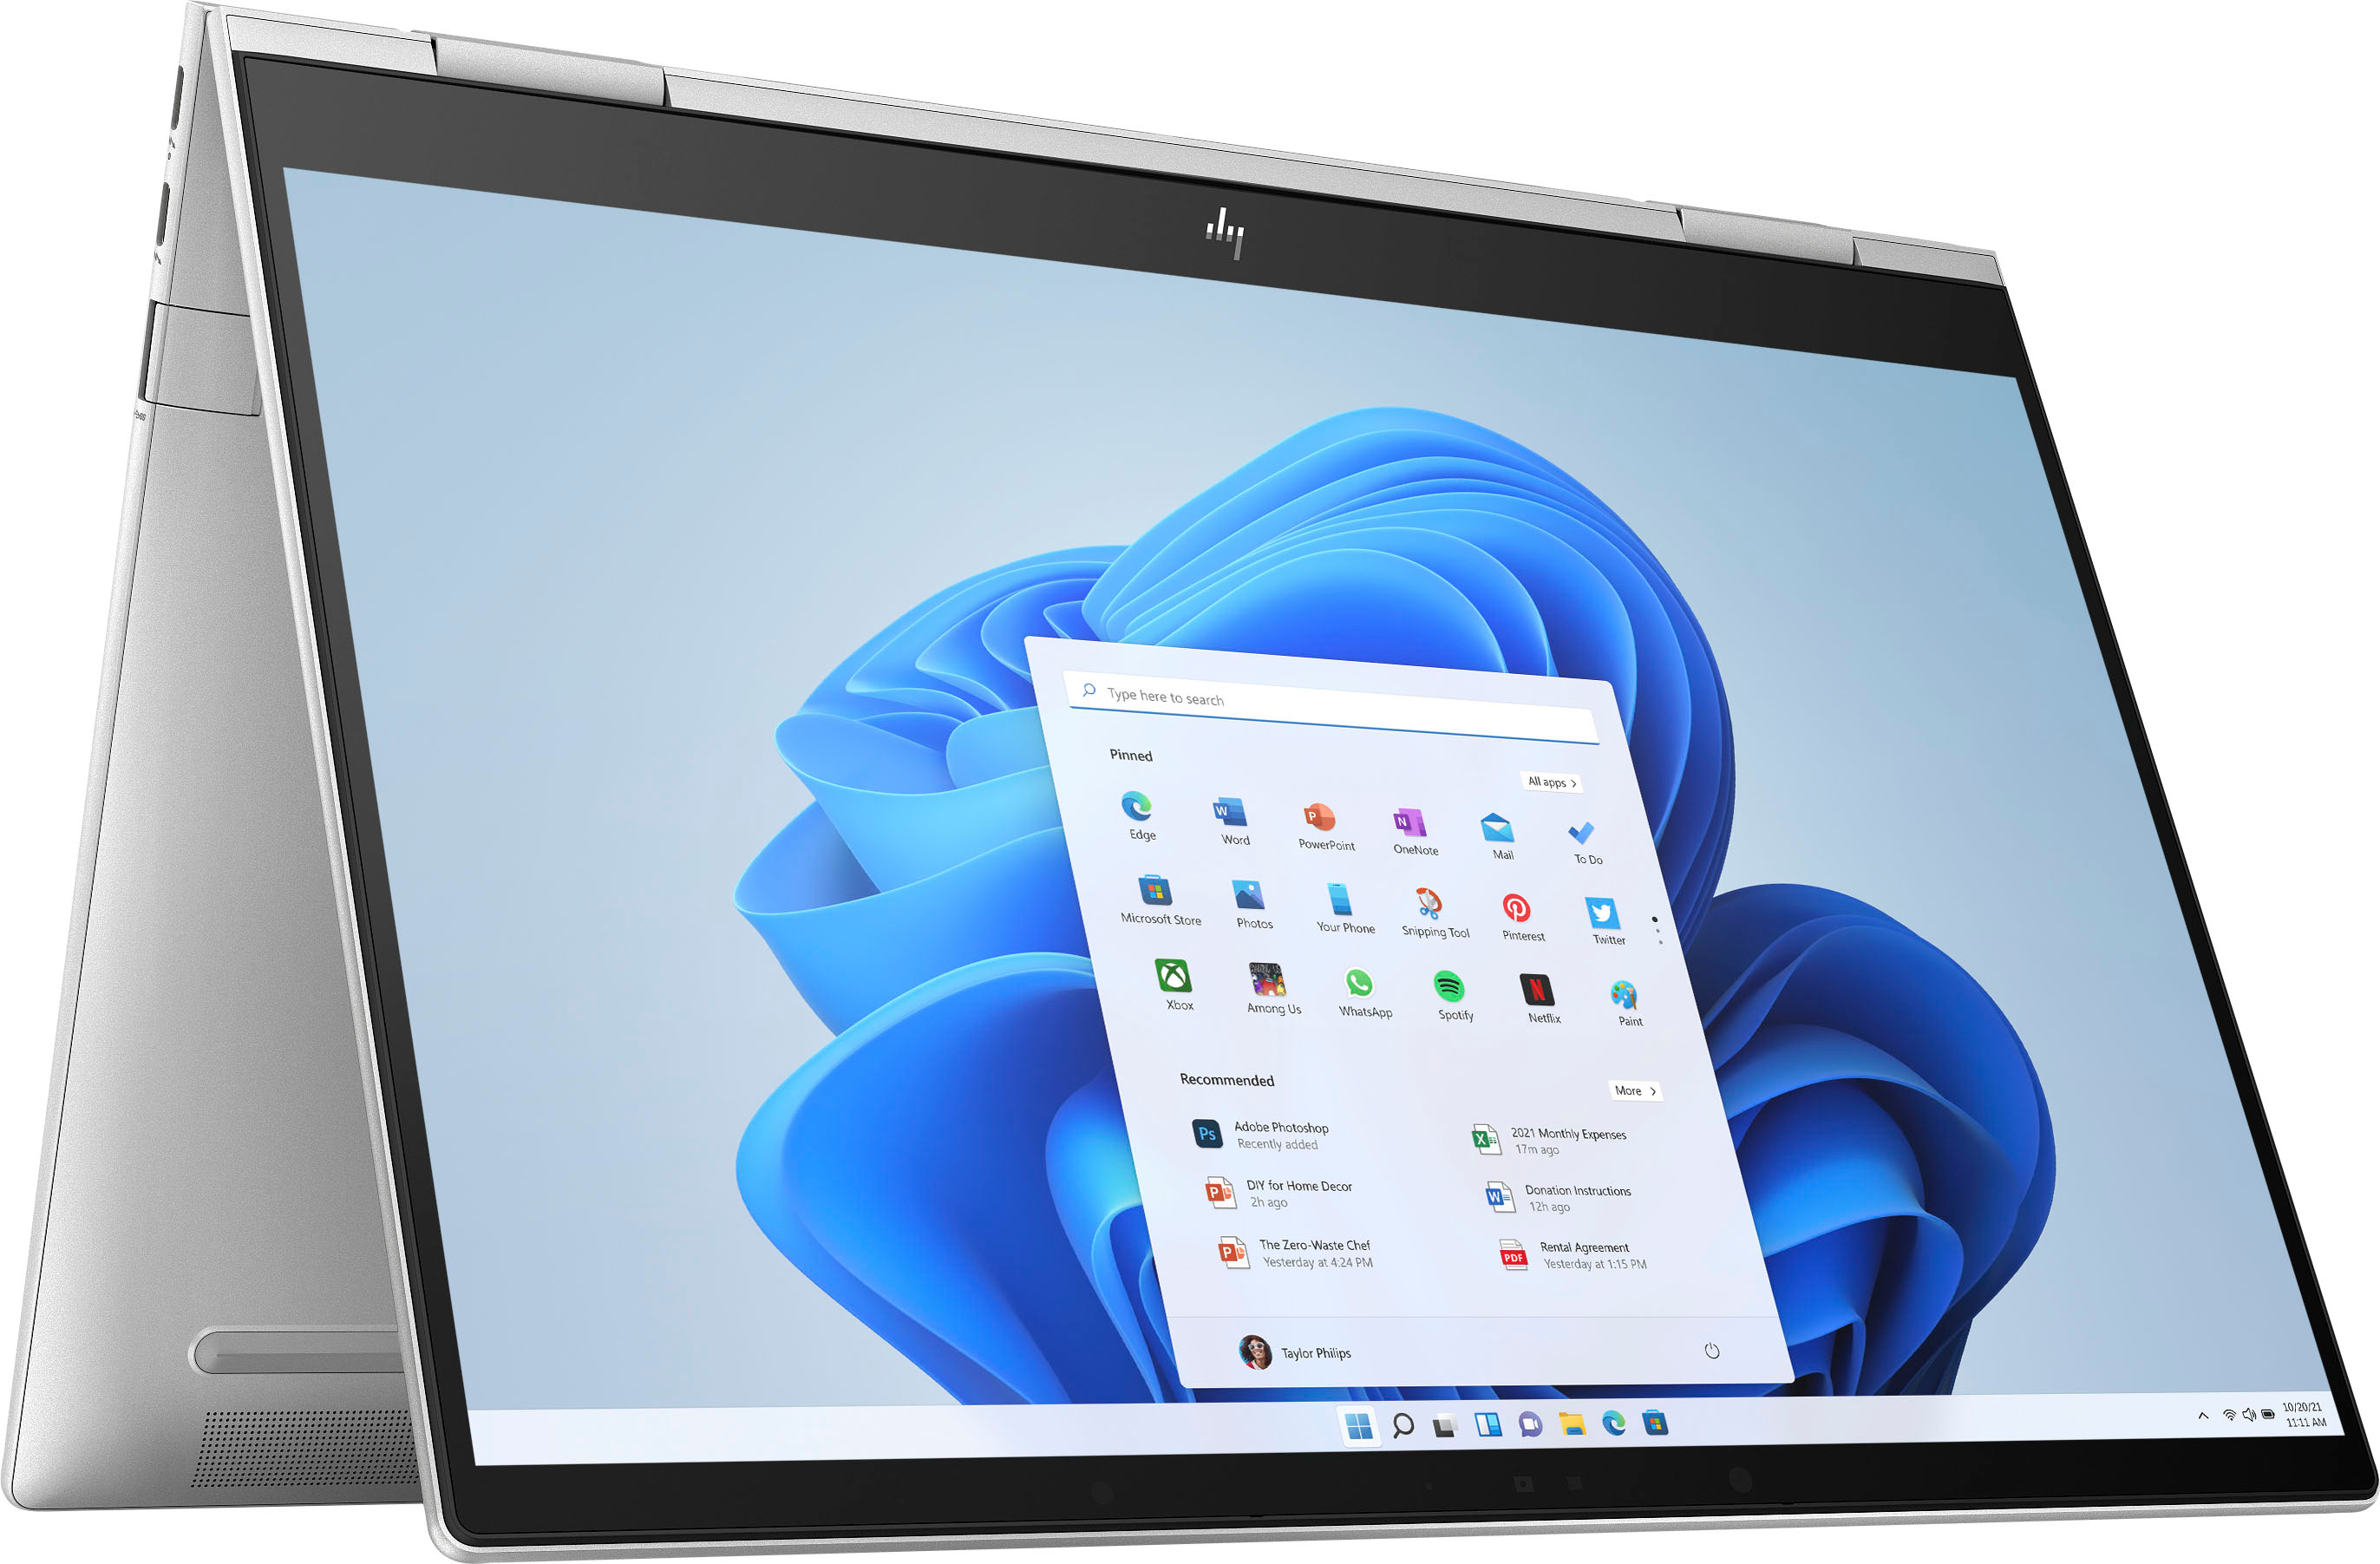 hp
Type here to search
Pinned
All apps >
Edge
Word
PowerPoint
OneNote
Mail
To Do
Microsoft Store
Photos
Your Phone
Snipping Tool
Pinterest
Twitter
Xbox
Among Us
WhatsApp
Spotify
Netflix
Paint
Recommended
More >
Ps
Adobe Photoshop
Recently added
2021 Monthly Expenses
17m ago
DIY for Home Decor
2h ago
Donation Instructions
12h ago
The Zero-Waste Chef
Yesterday at 4:24 PM
PDF
Rental Agreement
Yesterday at 1:15 PM
Taylor Philips
10/20/21
11:11 AM